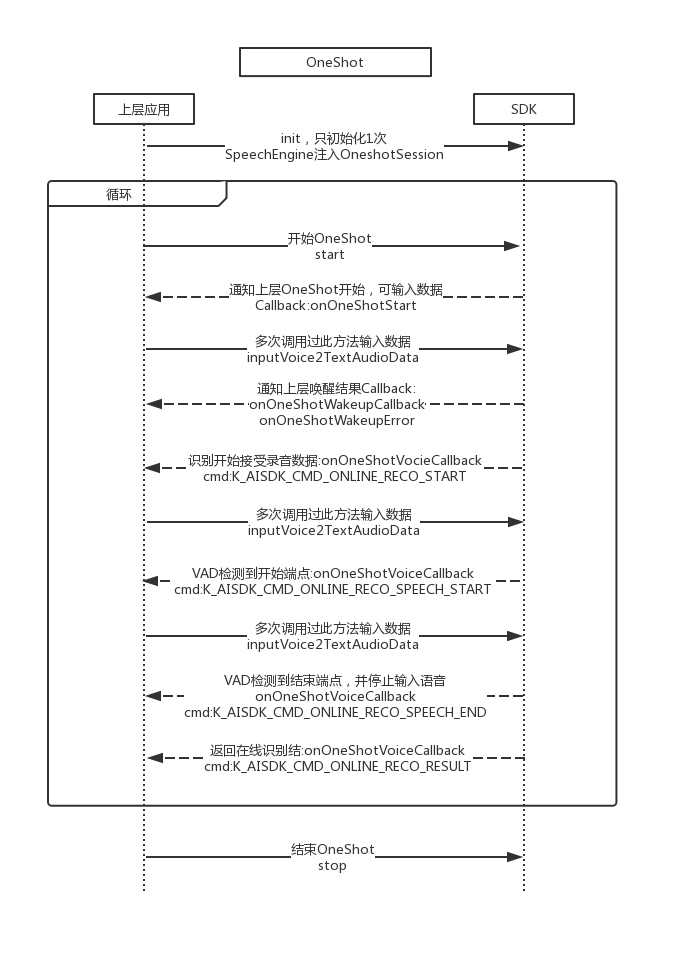 OneShot
上层应用
SDK
init，只初始化1次
SpeechEngine注入OneshotSession
循环
开始OneShot
start
通知上层OneShot开始，可输入数据
Callback:onOneShotStart
多次调用过此方法输入数据
inputVoice2TextAudioData
通知上层唤醒结果Callback:
onOneShotWakeupCallback
onOneShotWakeupError
识别开始接受录音数据:onOneShotVocieCallback
cmd:K_AISDK_CMD_ONLINE_RECO_START
多次调用过此方法输入数据
inputVoice2TextAudioData
VAD检测到开始端点:onOneShotVoiceCallback
cmd:K_AISDK_CMD_ONLINE_RECO_SPEECH_START
多次调用过此方法输入数据
inputVoice2TextAudioData
VAD检测到结束端点，并停止输入语音
onOneShotVoiceCallback
cmd:K_AISDK_CMD_ONLINE_RECO_SPEECH_END
返回在线识别结:onOneShotVoiceCallback
cmd:K_AISDK_CMD_ONLINE_RECO_RESULT
结束OneShot
stop